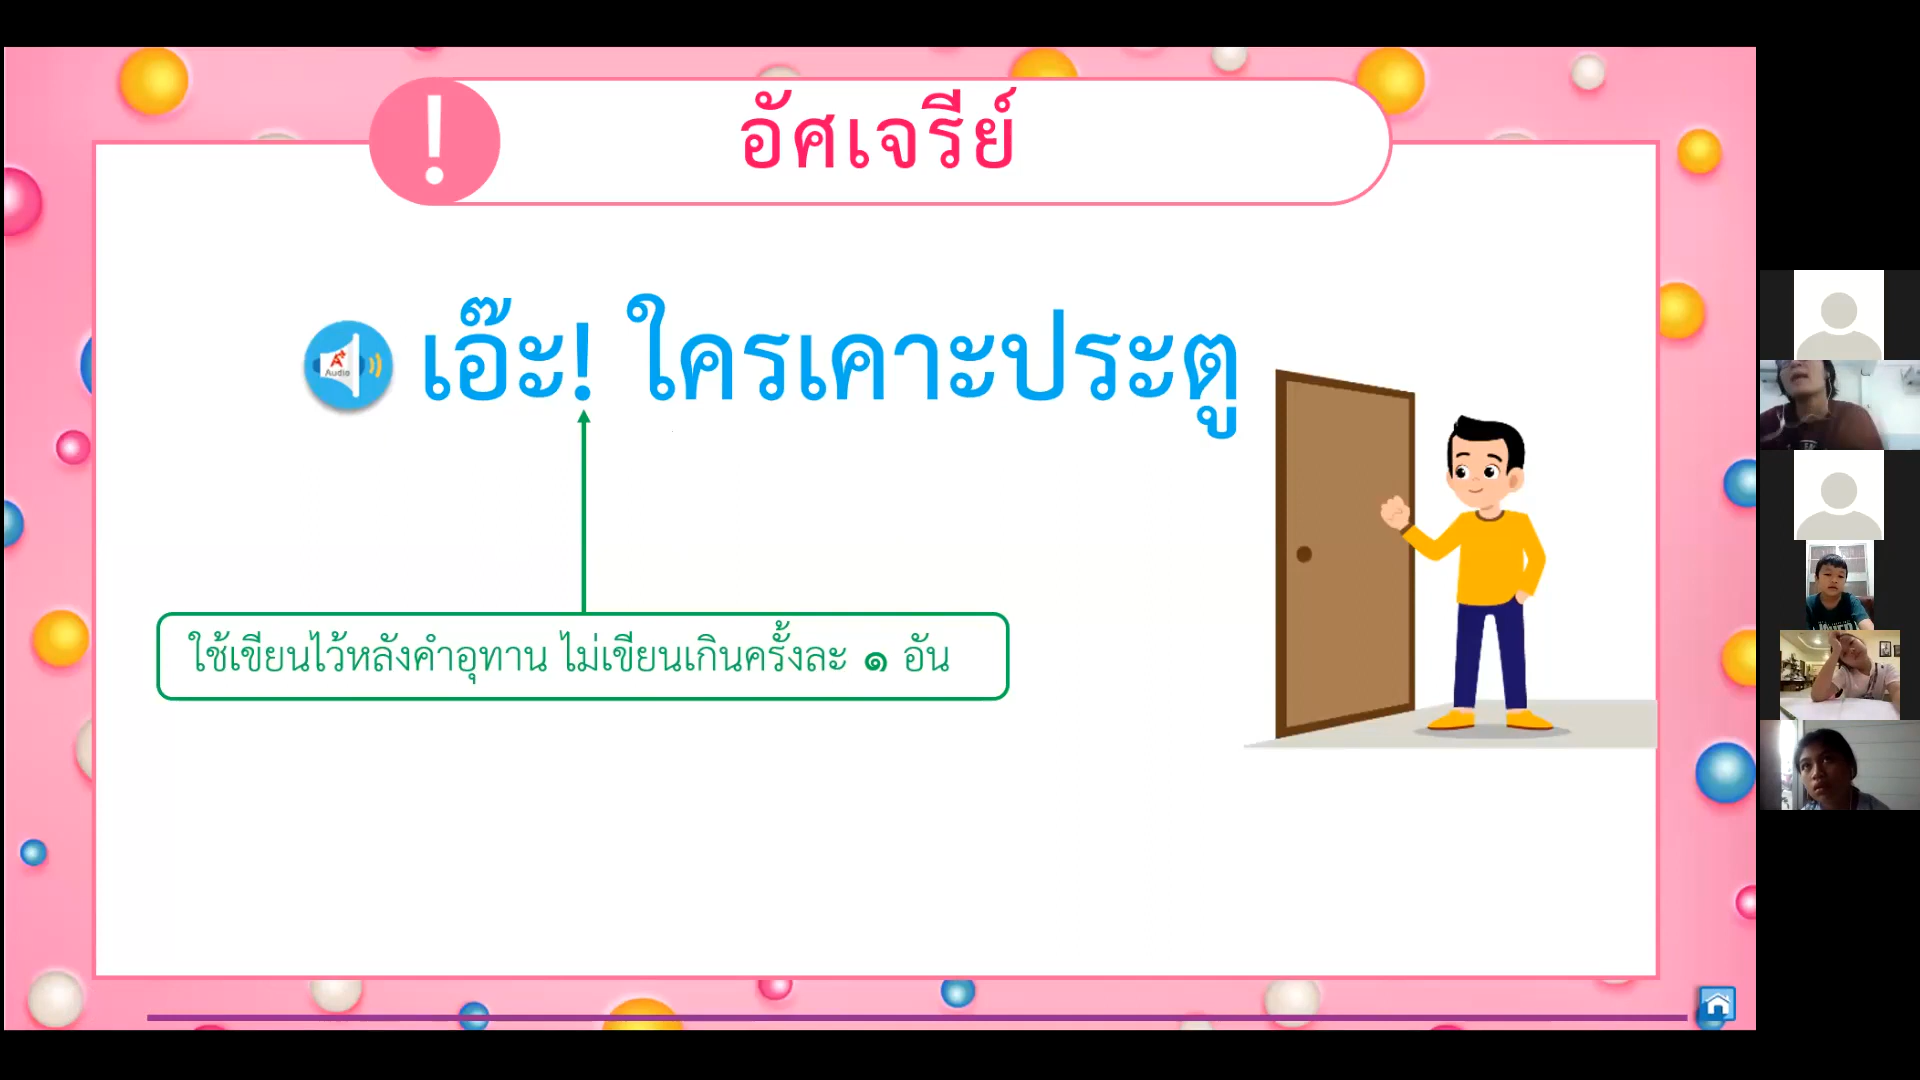 ! อัศเจรีย์
Audio
เอ๊ะ! ใครเคาะประตู
ใช้เขียนไว้หลังคำอุทาน ไม่เขียนเกินครั้งละ ๑ อัน